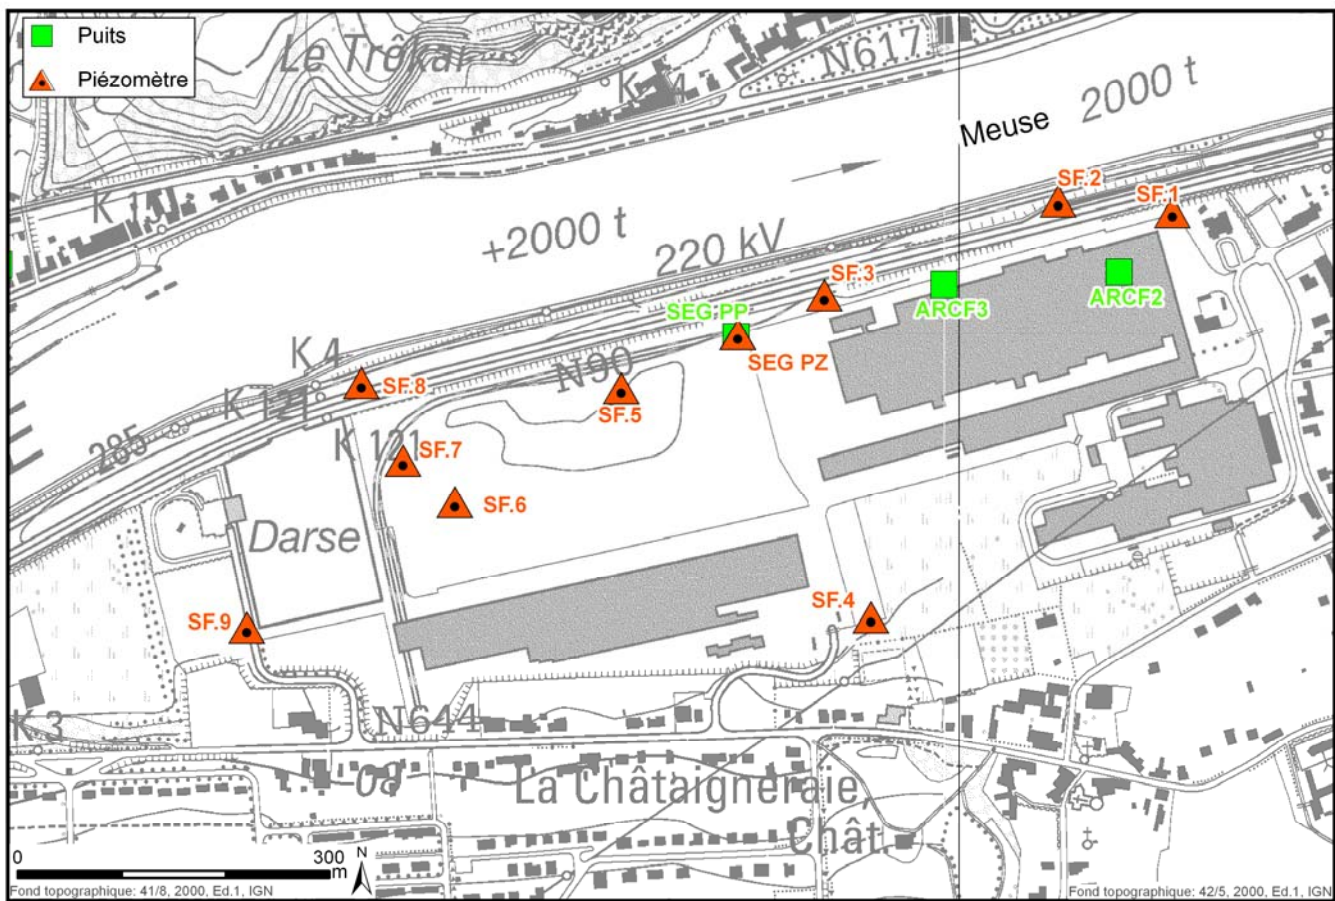 Puits
Piézomètre
Le Trôkai
N617
2000 t
Meuse
SF.2
SF.1
+2000 t
220 kV
SF.3
ARCF3
ARCF2
SEG PP
SEG PZ
K 4
N90
SF.8
K 121
SF.5
285
K 121
SF.7
SF.6
Darse
SF.9
SF.4
N644
K 3
La Châtaigneraie,
Chât.
0
300
m
N
Fond topographique: 41/8, 2000, Ed.1, IGN
Fond topographique: 42/5, 2000, Ed.1, IGN